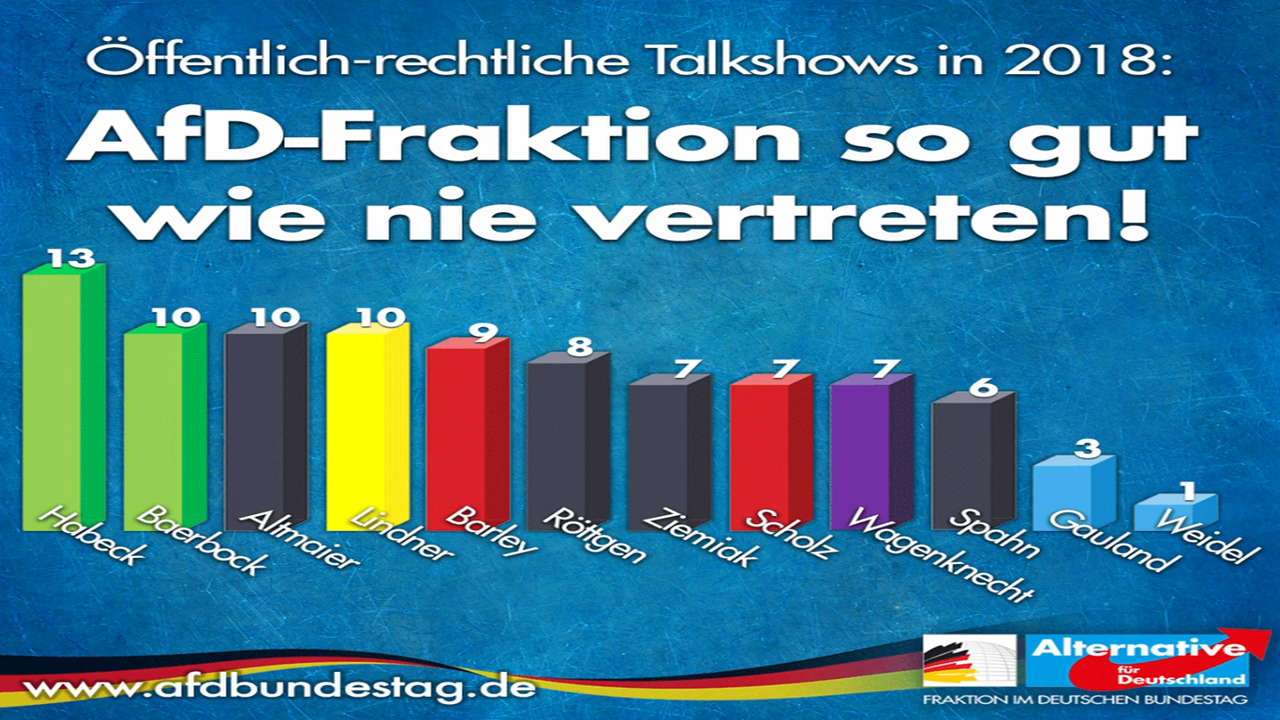 Öffentlich-rechtliche Talkshows in 2018:
AfD-Fraktion so gut
wie nie vertreten!
13
10
10
10
9
8
7
7
7
6
3
1
Habeck
Baerbock
Altmaier
Lindner
Barley
Röttgen
Ziemiak
Scholz
Wagenknecht
Spahn
Gauland
Weidel
www.afdbundestag.de
Alternative
für
Deutschland
FRAKTION IM DEUTSCHEN BUNDESTAG